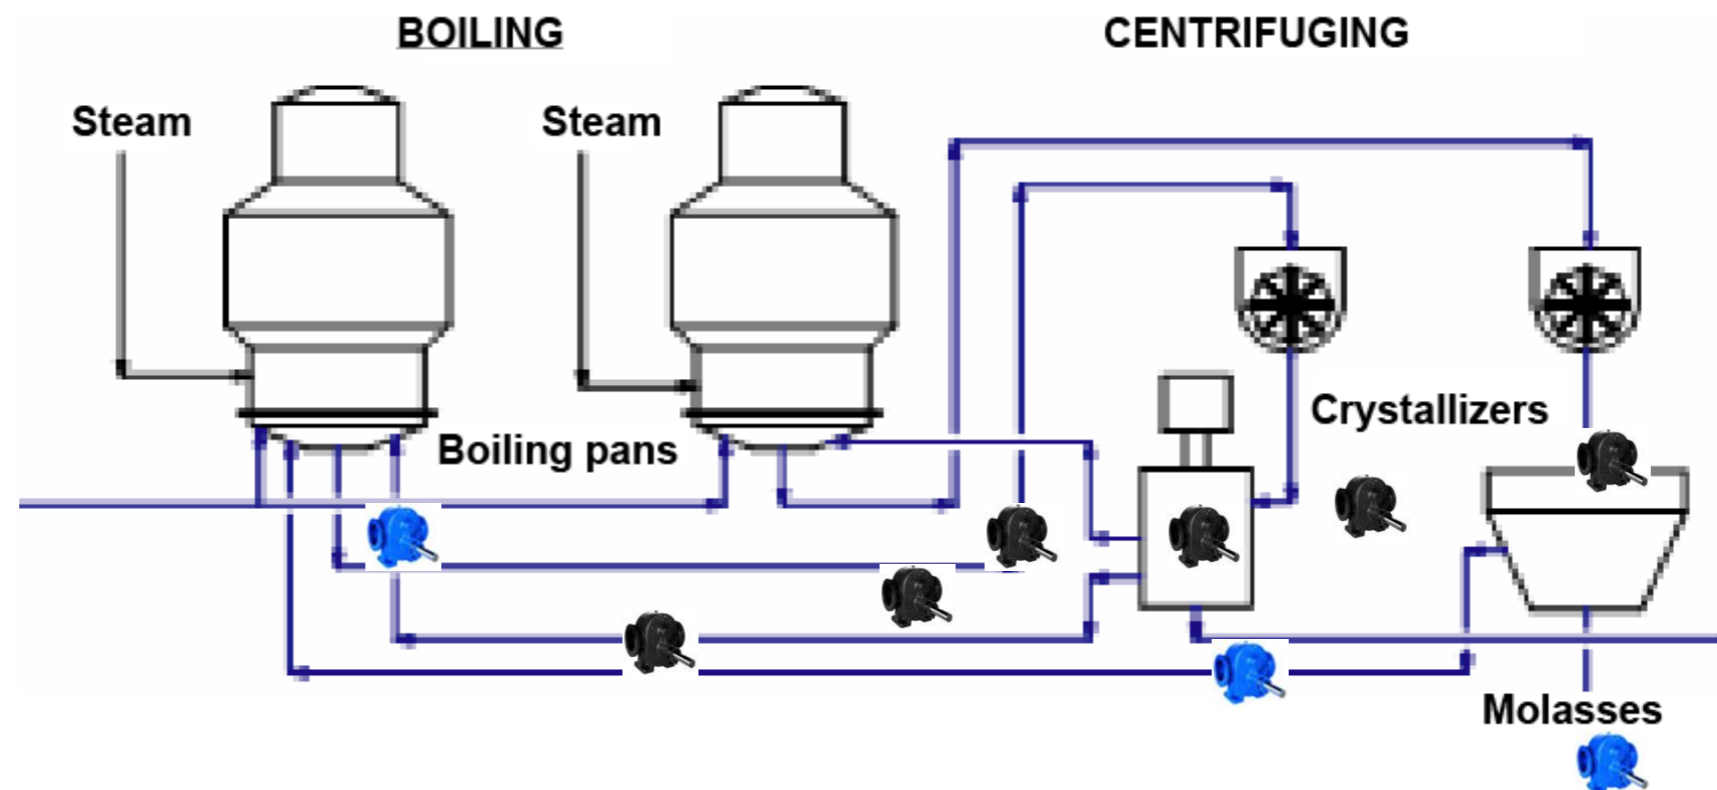 BOILING
CENTRIFUGING
Steam
Steam
Crystallizers
Boiling pans
Molasses